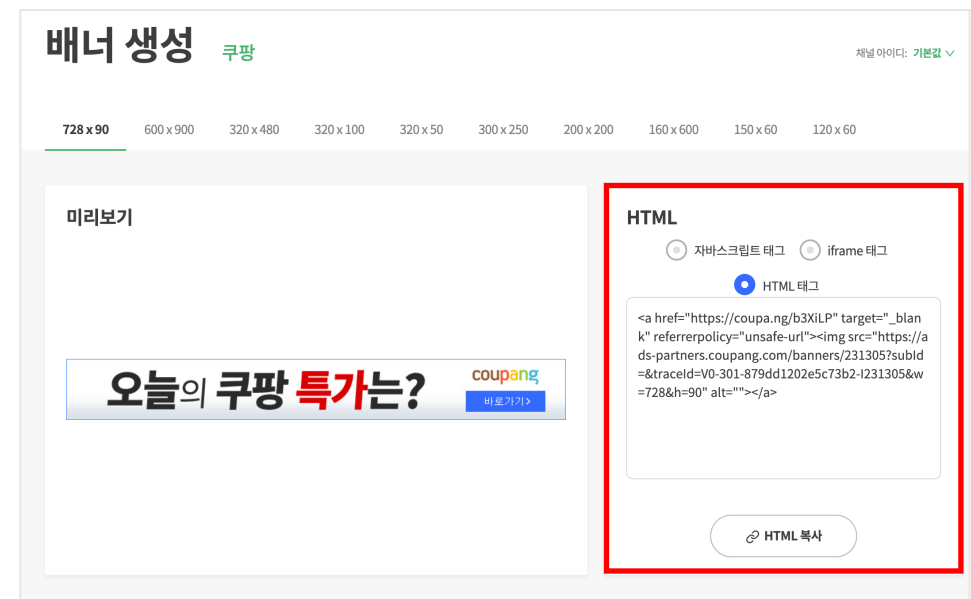 배너 생성 쿠팡
채널 아이디: 기본값
728 x 90 600 x 900 320 x 480 320 x 100 320 x 50 300 x 250 200 x 200 160 x 600 150 x 60 120 x 60
미리보기
오늘의 쿠팡 특가는?
coupang
바로가기>
HTML
자바스크립트 태그 iframe 태그
HTML 태그
<a href="https://coupa.ng/b3XiLP" target="_blan
k" referrerpolicy="unsafe-url"><img src="https://a
ds-partners.coupang.com/banners/231305?subId
=&traceId=V0-301-879dd1202e5c73b2-I231305&w
=728&h=90" alt=""></a>
HTML 복사